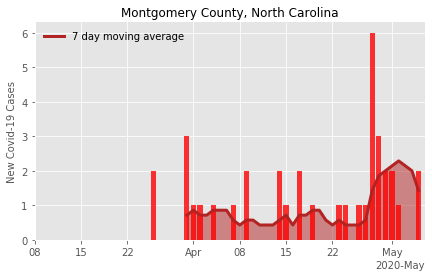 Montgomery County, North Carolina
7 day moving average
New Covid-19 Cases
6
5
4
3
2
1
0
08 15 22 Apr 08 15 22 May
2020-May